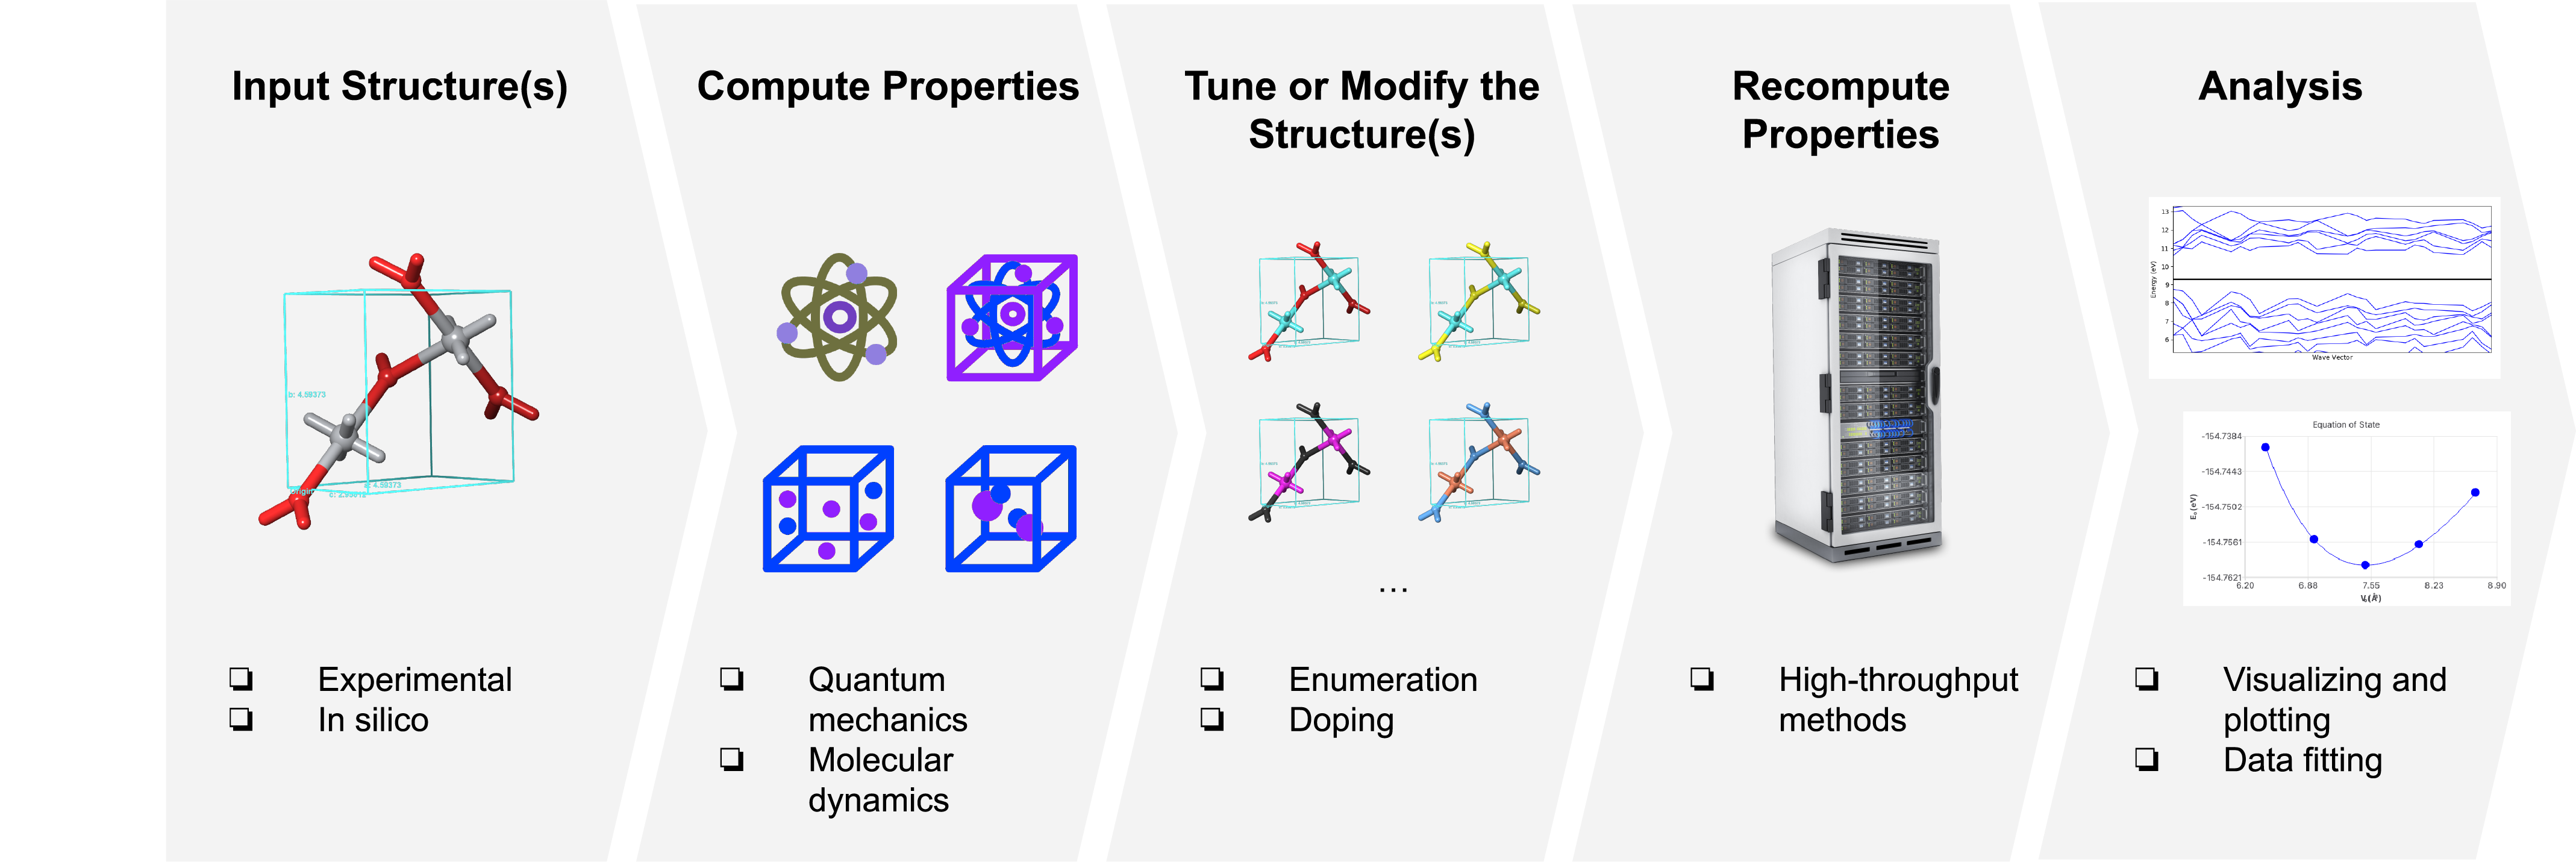 Input Structure(s)
b: 4.59373
a: 4.59373
Experimental
In silico
Compute Properties
Quantum
mechanics
Molecular
dynamics
Tune or Modify the
Structure(s)
...
Enumeration
Doping
Recompute
Properties
High-throughput
methods
Analysis
13
12
11
10
9
8
7
6
Energy (eV)
Wave Vector
Equation of State
-154.7384
-154.7443
-154.7502
-154.7561
-154.7621
E₀(eV)
6.20
6.88
7.55
8.23
8.90
Visualizing and
plotting
Data fitting